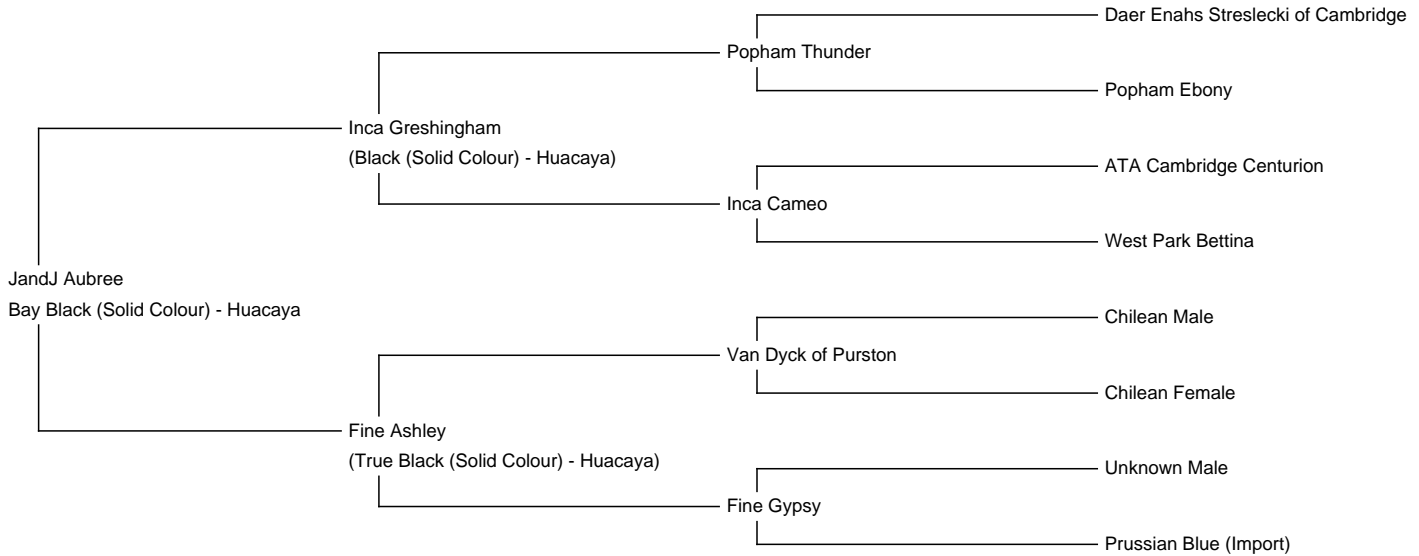 Daer Enahs Streslecki of Cambridge
Popham Thunder
Popham Ebony
Inca Greshingham
(Black (Solid Colour) - Huacaya)
ATA Cambridge Centurion
Inca Cameo
West Park Bettina
JandJ Aubree
Bay Black (Solid Colour) - Huacaya
Chilean Male
Van Dyck of Purston
Chilean Female
Fine Ashley
(True Black (Solid Colour) - Huacaya)
Unknown Male
Fine Gypsy
Prussian Blue (Import)